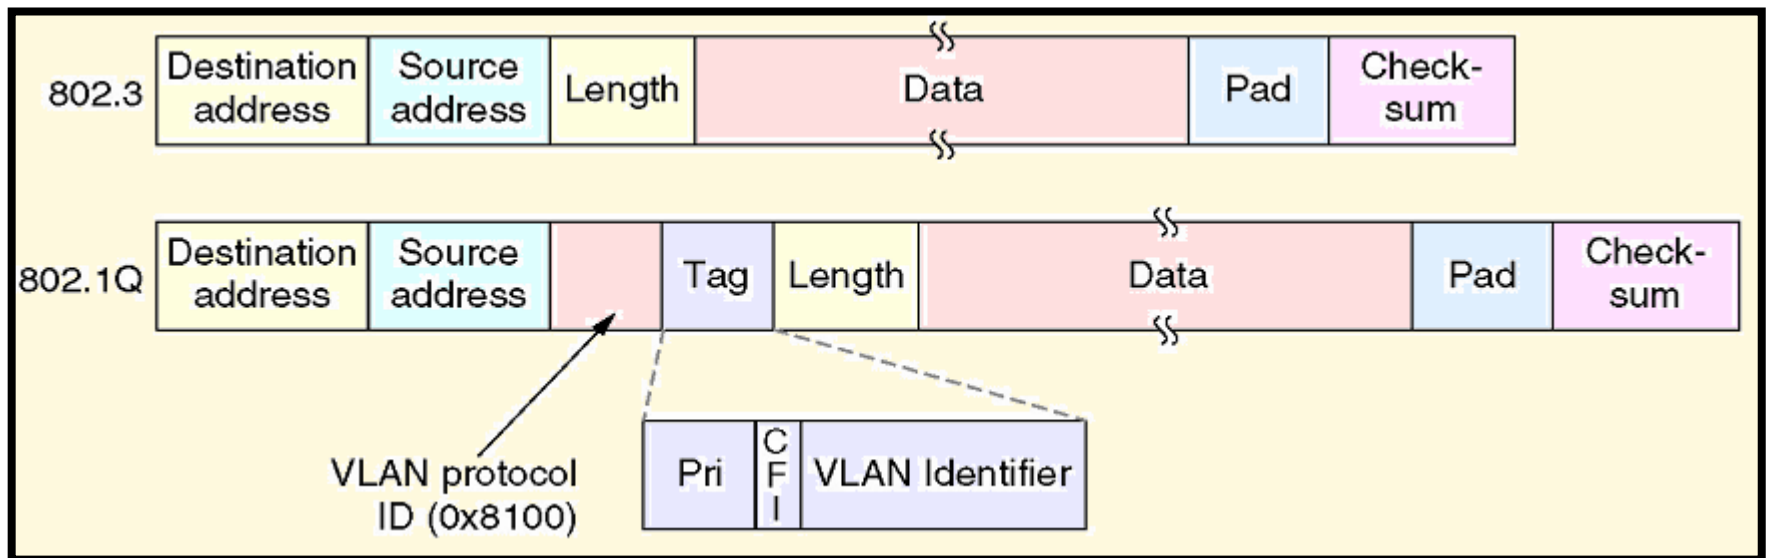 802.3
Destination
address
Source
address
Length
Data
Pad
Check-
sum
802.1Q
Destination
address
Source
address
Tag
Length
Data
Pad
Check-
sum
VLAN protocol
ID (0x8100)
Pri
CFI
VLAN Identifier